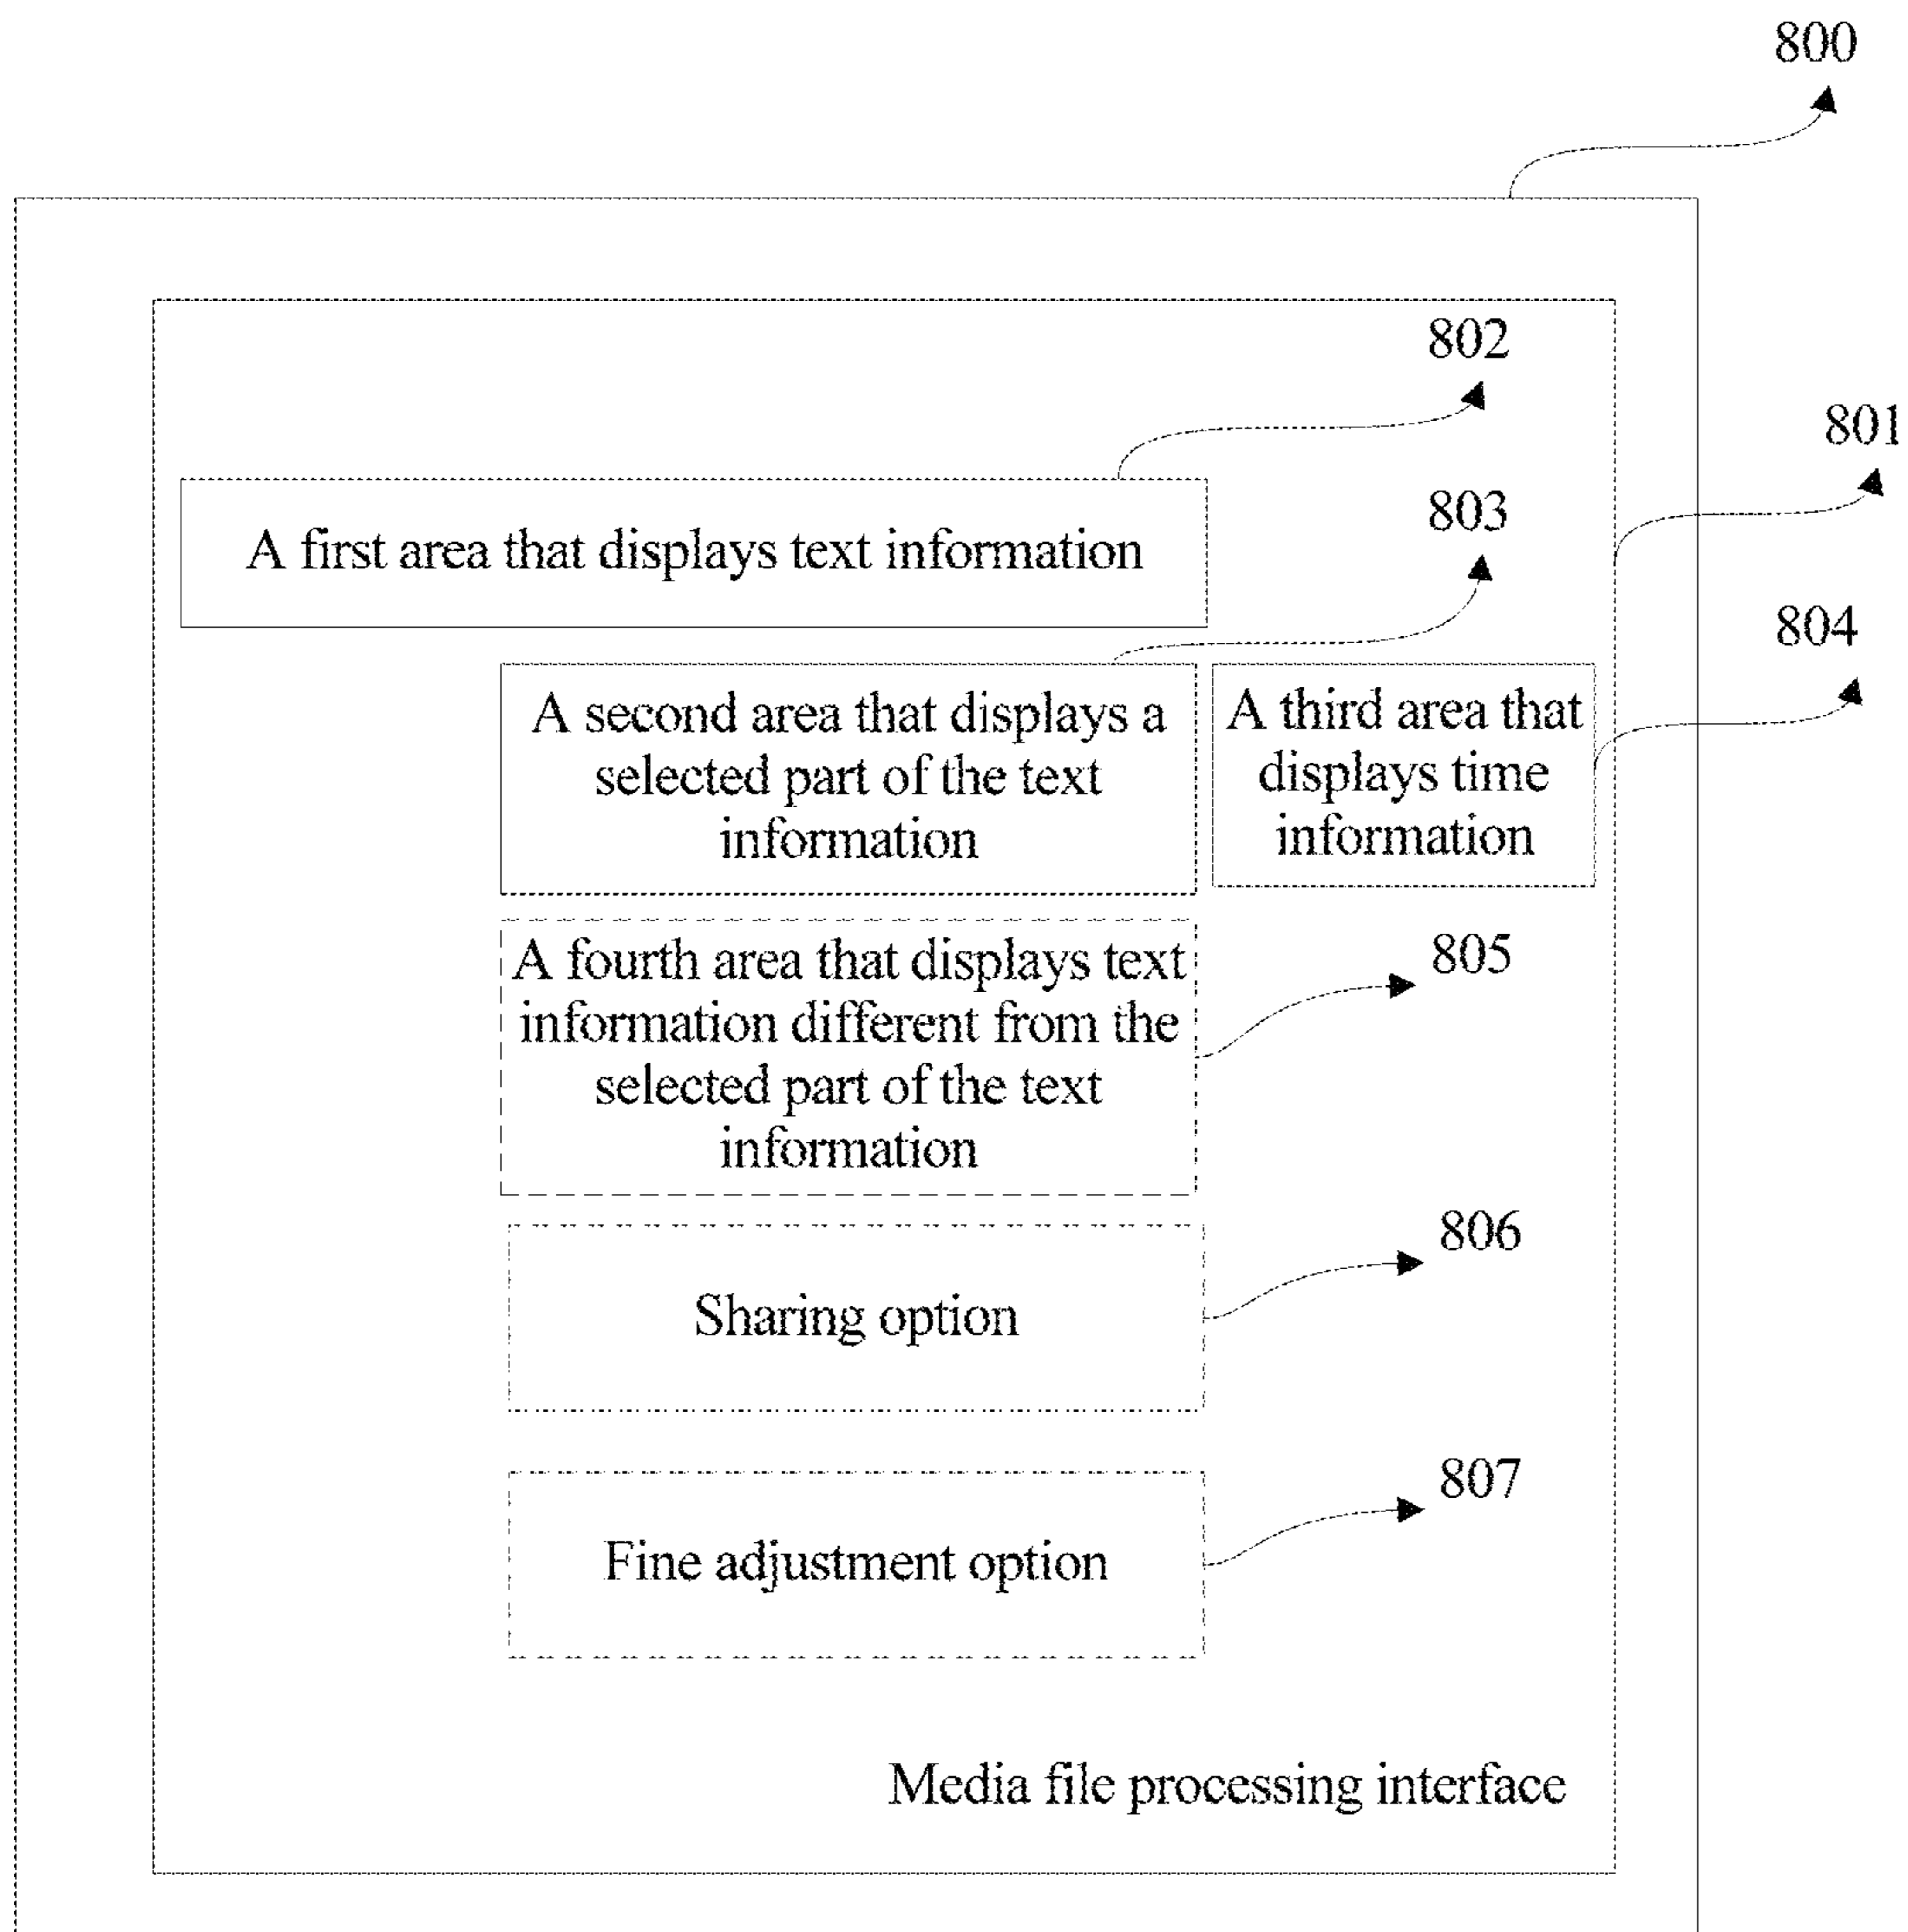 800
802
801
A first area that displays text information
803
804
A second area that displays a
selected part of the text
information
A third area that
displays time
information
A fourth area that displays text
information different from the
selected part of the text
information
805
Sharing option
806
Fine adjustment option
807
Media file processing interface